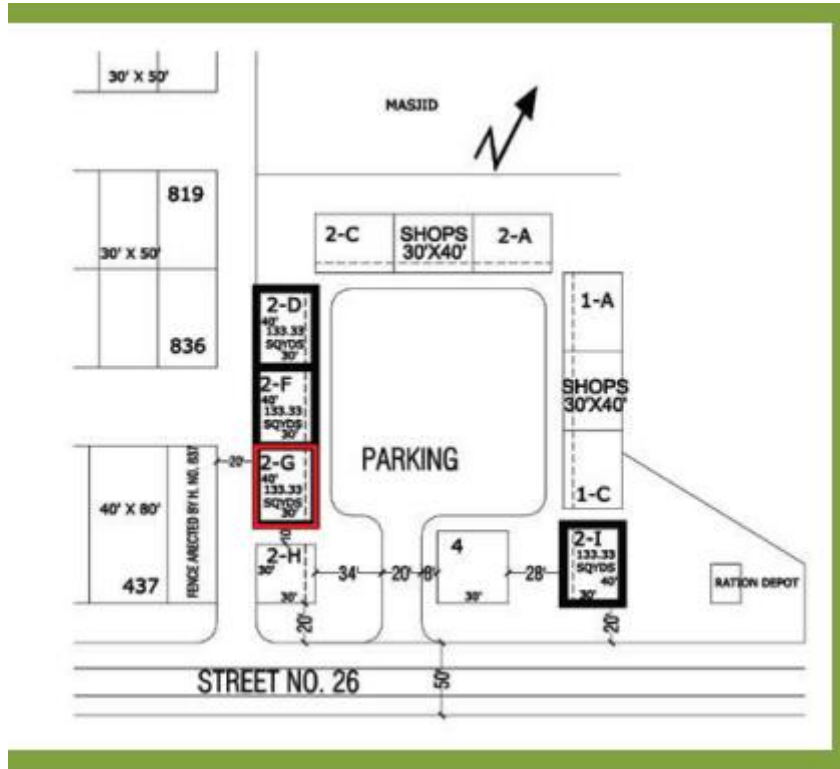 30' X 50'
MASJID
819
30' X 50'
836
2-C
SHOPS
30'X40'
2-A
1-A
SHOPS
30'X40'
1-C
2-D
40'
133.33
SQYDS
30'
2-F
40'
133.33
SQYDS
30'
2-G
40'
133.33
SQYDS
30'
20'
10'
PARKING
40' X 80'
437
FENCE ARECTED BY H. NO. 837
2-H
30'
30'
34'
20'
8'
4
30'
28'
2-I
133.33
SQYDS
40'
30'
RATION DEPOT
20'
20'
STREET NO. 26
50'